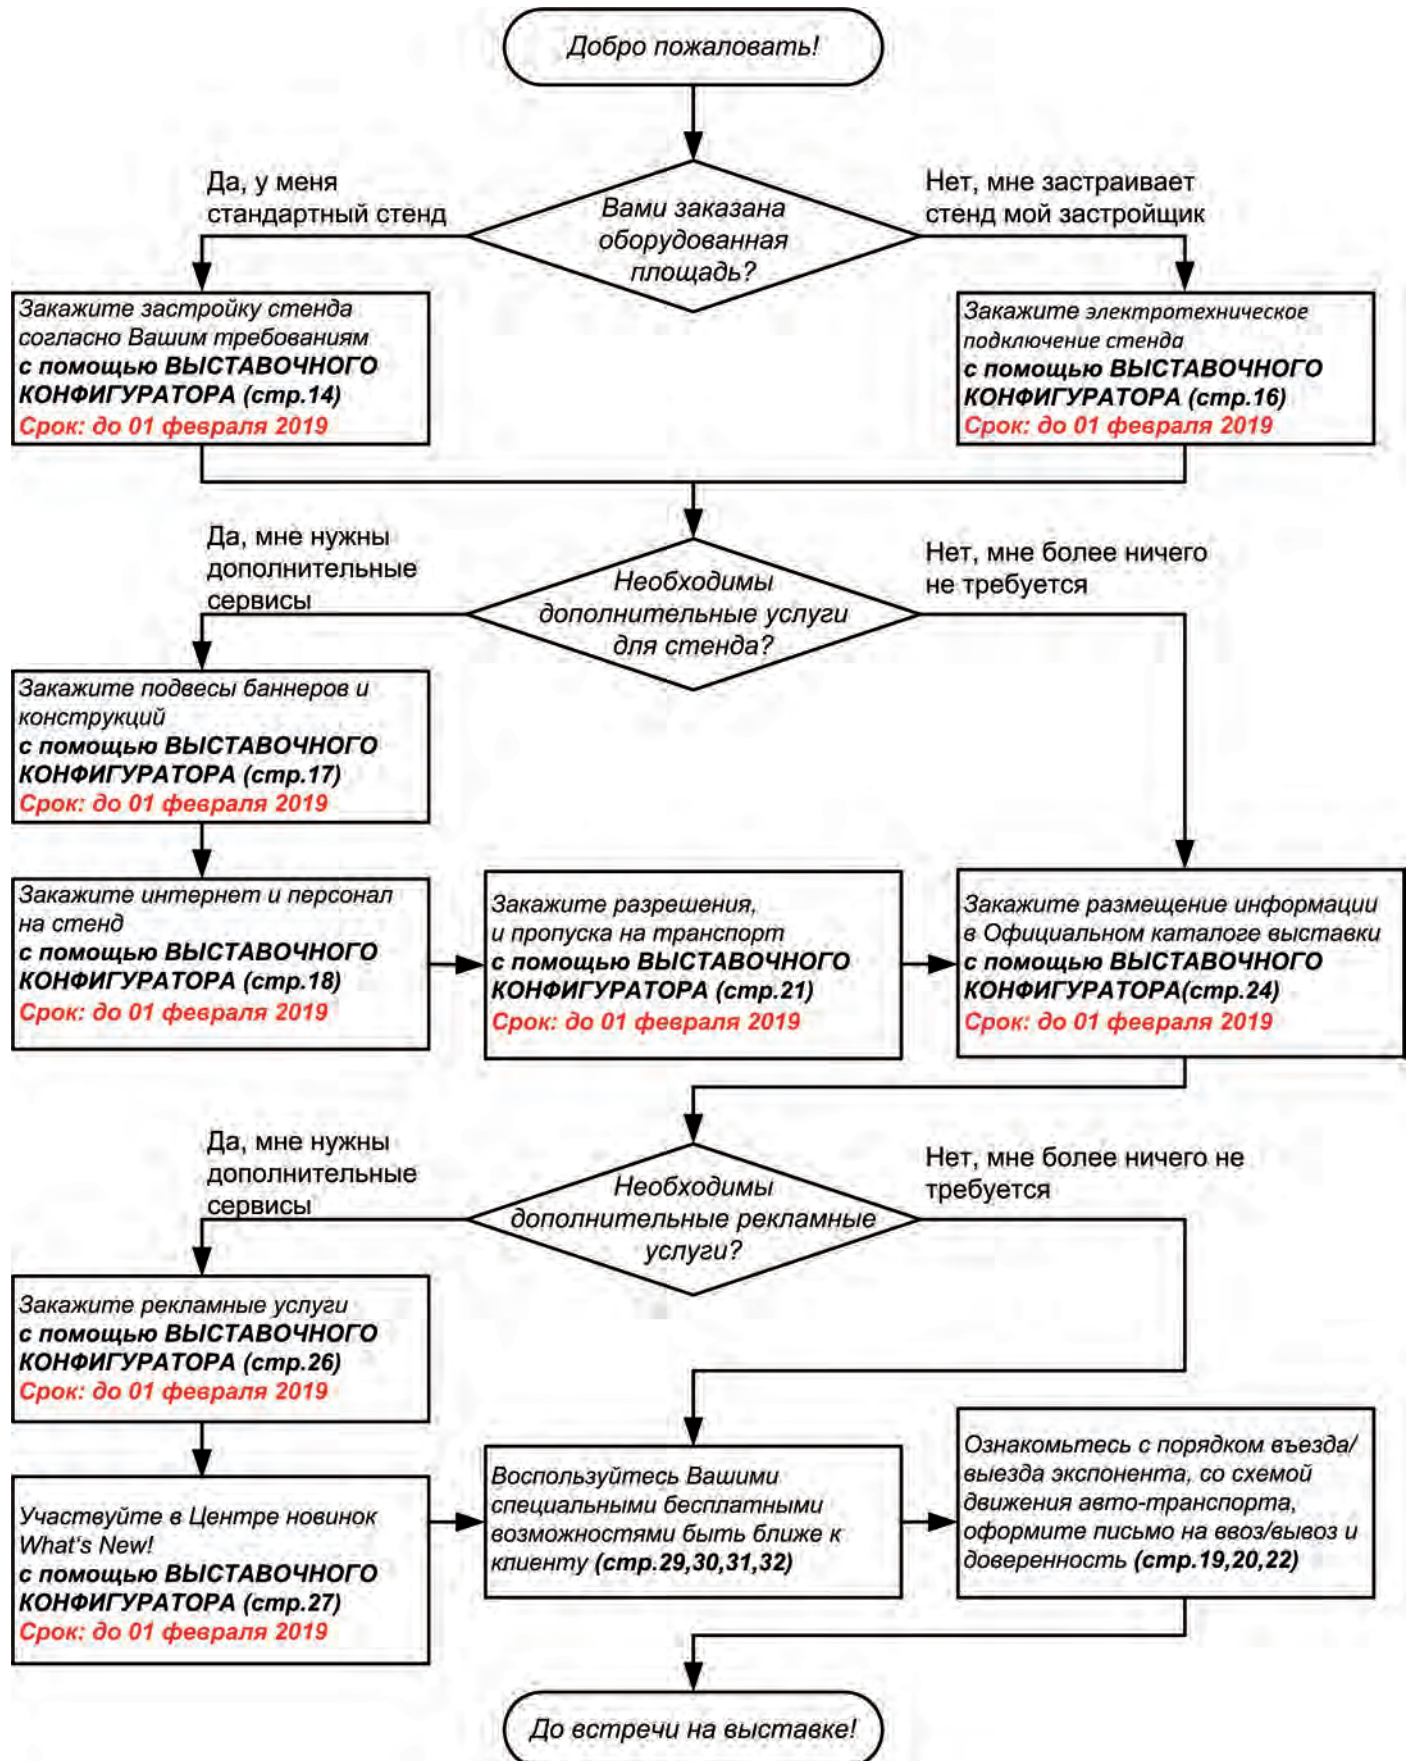 Добро пожаловать!
Да, у меня
стандартный стенд
Вами заказана
оборудованная
площадь?
Нет, мне застраивает
стенд мой застройщик
Закажите застройку стенда
согласно Вашим требованиям
с помощью ВЫСТАВОЧНОГО
КОНФИГУРАТОРА (стр.14)
Срок: до 01 февраля 2019
Закажите электротехническое
подключение стенда
с помощью ВЫСТАВОЧНОГО
КОНФИГУРАТОРА (стр.16)
Срок: до 01 февраля 2019
Да, мне нужны
дополнительные
сервисы
Необходимы
дополнительные услуги
для стенда?
Нет, мне более ничего
не требуется
Закажите подвесы баннеров и
конструкций
с помощью ВЫСТАВОЧНОГО
КОНФИГУРАТОРА (стр.17)
Срок: до 01 февраля 2019
Закажите интернет и персонал
на стенд
с помощью ВЫСТАВОЧНОГО
КОНФИГУРАТОРА (стр.18)
Срок: до 01 февраля 2019
Закажите разрешения,
и пропуска на транспорт
с помощью ВЫСТАВОЧНОГО
КОНФИГУРАТОРА (стр.21)
Срок: до 01 февраля 2019
Закажите размещение информации
в Официальном каталоге выставки
с помощью ВЫСТАВОЧНОГО
КОНФИГУРАТОРА(стр.24)
Срок: до 01 февраля 2019
Да, мне нужны
дополнительные
сервисы
Необходимы
дополнительные рекламные
услуги?
Нет, мне более ничего не
требуется
Закажите рекламные услуги
с помощью ВЫСТАВОЧНОГО
КОНФИГУРАТОРА (стр.26)
Срок: до 01 февраля 2019
Участвуйте в Центре новинок
What's New!
с помощью ВЫСТАВОЧНОГО
КОНФИГУРАТОРА (стр.27)
Срок: до 01 февраля 2019
Воспользуйтесь Вашими
специальными бесплатными
возможностями быть ближе к
клиенту (стр.29,30,31,32)
Ознакомьтесь с порядком въезда/
выезда экспонента, со схемой
движения авто-транспорта,
оформите письмо на ввоз/вывоз и
доверенность (стр.19,20,22)
До встречи на выставке!